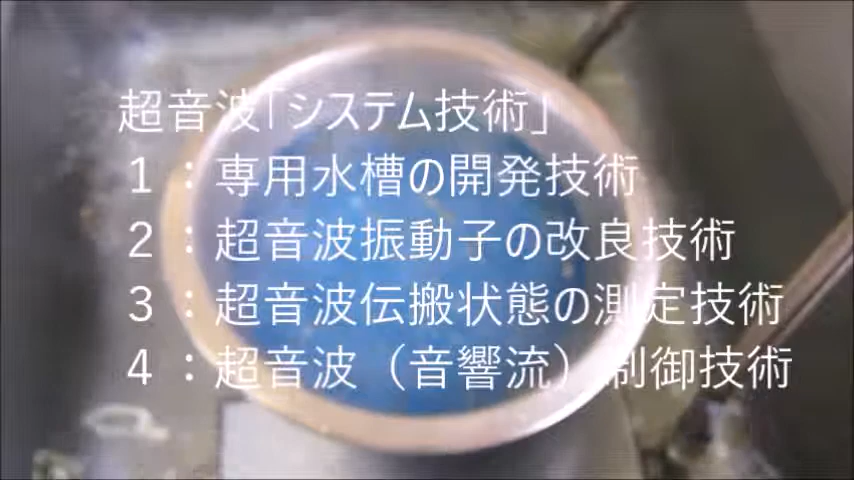 超音波「システム技術」
１：専用水槽の開発技術
２：超音波振動子の改良技術
３：超音波伝搬状態の測定技術
４：超音波（音響流）制御技術